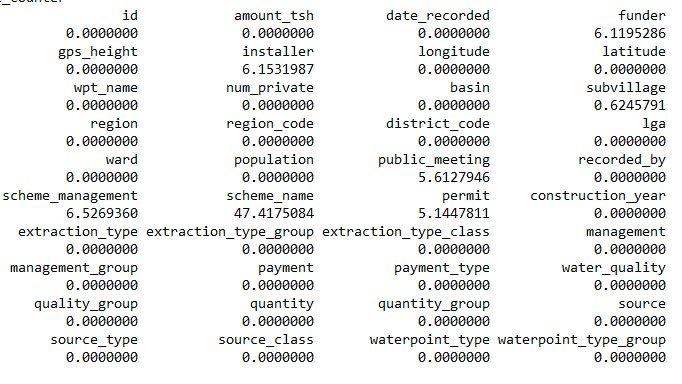 _counter
id amount_tsh date_recorded funder
0.0000000 0.0000000 0.0000000 6.1195286
gps_height installer longitude latitude
0.0000000 6.1531987 0.0000000 0.0000000
wpt_name num_private basin subvillage
0.0000000 0.0000000 0.0000000 0.6245791
region region_code district_code lga
0.0000000 0.0000000 0.0000000 0.0000000
ward population public_meeting recorded_by
0.0000000 0.0000000 5.6127946 0.0000000
scheme_management scheme_name permit construction_year
6.5269360 47.4175084 5.1447811 0.0000000
extraction_type extraction_type_group extraction_type_class management
0.0000000 0.0000000 0.0000000 0.0000000
management_group payment payment_type water_quality
0.0000000 0.0000000 0.0000000 0.0000000
quality_group quantity quantity_group source
0.0000000 0.0000000 0.0000000 0.0000000
source_type source_class waterpoint_type waterpoint_type_group
0.0000000 0.0000000 0.0000000 0.0000000